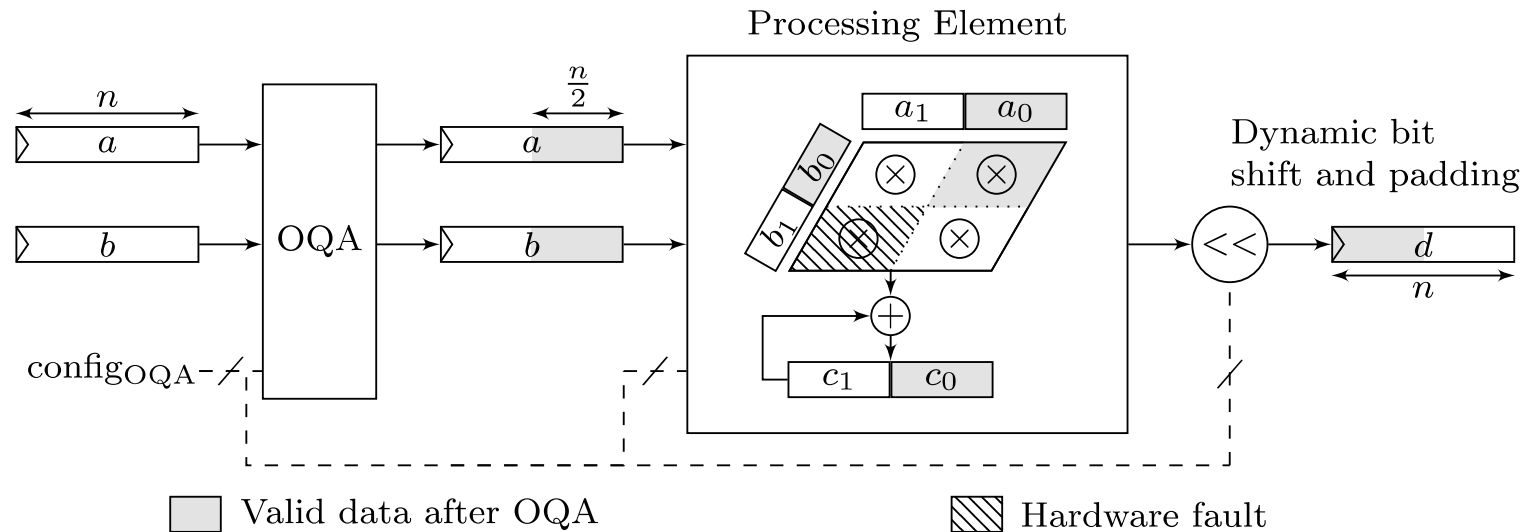 Processing Element
n
n/2
a
a
a₁ a₀
b₀
b₁
× ×
× ×
Dynamic bit
shift and padding
b
OQA
b
<<
d
n
+
config_OQA
c₁ c₀
Valid data after OQA
Hardware fault